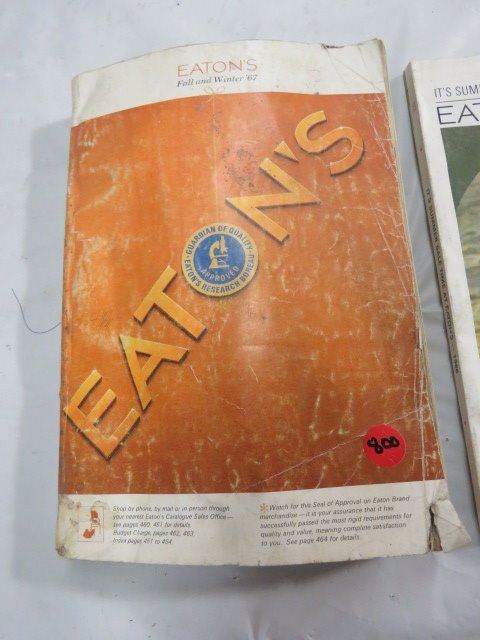 EATON'S
Fall and Winter '67
EATON'S
GUARDIAN OF QUALITY
APPROVED
EATON'S RESEARCH BUREAU
800
Shop by phone, by mail or in person through
your nearest Eaton's Catalogue Sales Office—
see pages 460, 461 for details.
Budget Charge, pages 462, 463.
Index pages 451 to 454.
Watch for this Seal of Approval on Eaton Brand
merchandise—it is your assurance that it has
successfully passed the most rigid requirements for
quality and value, meaning complete satisfaction
to you. See page 464 for details.
IT'S SUM
EAT